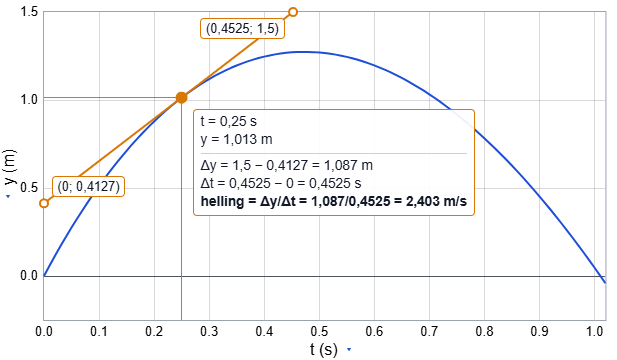 1.5
(0,4525; 1,5)
1.0
t = 0,25 s
y = 1,013 m
Δy = 1,5 − 0,4127 = 1,087 m
Δt = 0,4525 − 0 = 0,4525 s
helling = Δy/Δt = 1,087/0,4525 = 2,403 m/s
y (m)
0.5
(0; 0,4127)
0.0
0.0 0.1 0.2 0.3 0.4 0.5 0.6 0.7 0.8 0.9 1.0
t (s)